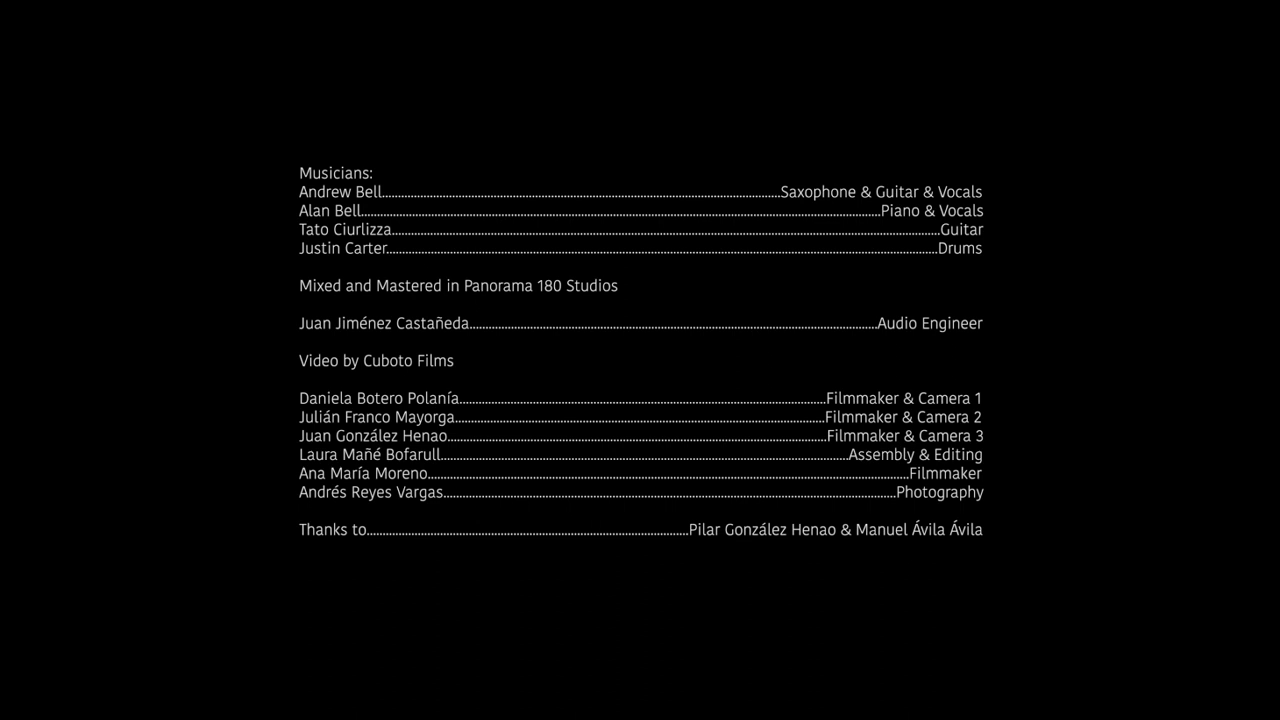 Musicians:
Andrew Bell........................................Saxophone & Guitar & Vocals
Alan Bell........................................Piano & Vocals
Tato Ciurlizza........................................Guitar
Justin Carter........................................Drums
Mixed and Mastered in Panorama 180 Studios
Juan Jiménez Castañeda........................................Audio Engineer
Video by Cuboto Films
Daniela Botero Polanía........................................Filmmaker & Camera 1
Julián Franco Mayorga........................................Filmmaker & Camera 2
Juan González Henao........................................Filmmaker & Camera 3
Laura Mañé Bofarull........................................Assembly & Editing
Ana María Moreno........................................Filmmaker
Andrés Reyes Vargas........................................Photography
Thanks to........................................Pilar González Henao & Manuel Ávila Ávila